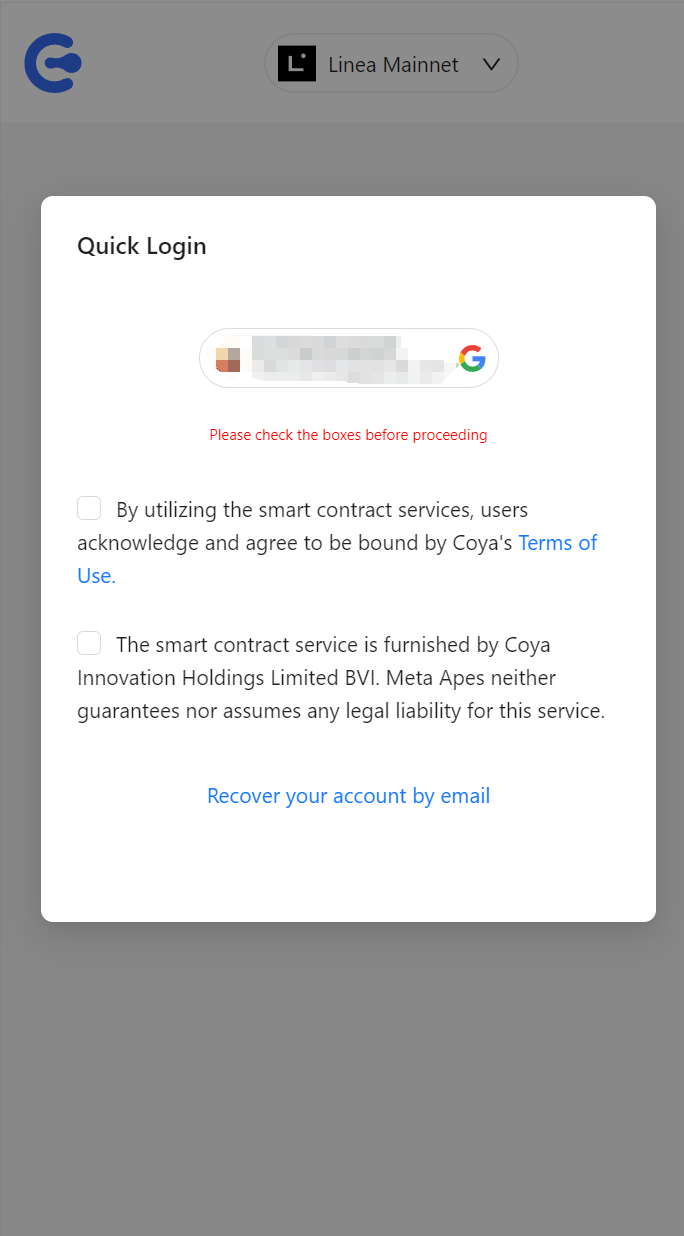 Linea Mainnet
Quick Login
Please check the boxes before proceeding
By utilizing the smart contract services, users
acknowledge and agree to be bound by Coya's Terms of
Use.
The smart contract service is furnished by Coya
Innovation Holdings Limited BVI. Meta Apes neither
guarantees nor assumes any legal liability for this service.
Recover your account by email